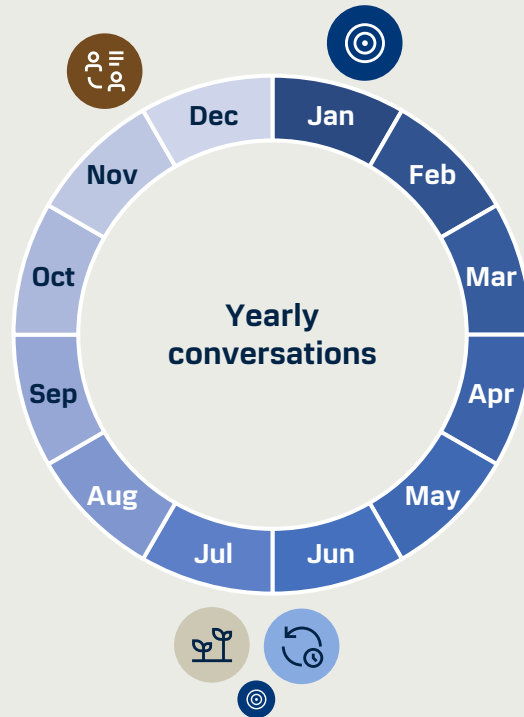 Jan
Feb
Mar
Apr
May
Jun
Jul
Aug
Sep
Oct
Nov
Dec
Yearly
conversations